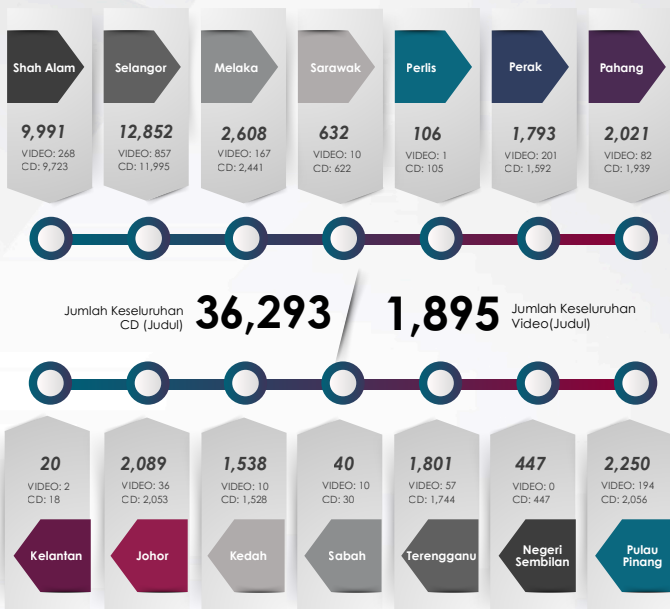 Shah Alam
9,991
VIDEO: 268
CD: 9,723
Selangor
12,852
VIDEO: 857
CD: 11,995
Melaka
2,608
VIDEO: 167
CD: 2,441
Sarawak
632
VIDEO: 10
CD: 622
Perlis
106
VIDEO: 1
CD: 105
Perak
1,793
VIDEO: 201
CD: 1,592
Pahang
2,021
VIDEO: 82
CD: 1,939
Jumlah Keseluruhan
CD (Judul)
36,293
1,895
Jumlah Keseluruhan
Video(Judul)
20
VIDEO: 2
CD: 18
Kelantan
2,089
VIDEO: 36
CD: 2,053
Johor
1,538
VIDEO: 10
CD: 1,528
Kedah
40
VIDEO: 10
CD: 30
Sabah
1,801
VIDEO: 57
CD: 1,744
Terengganu
447
VIDEO: 0
CD: 447
Negeri
Sembilan
2,250
VIDEO: 194
CD: 2,056
Pulau
Pinang